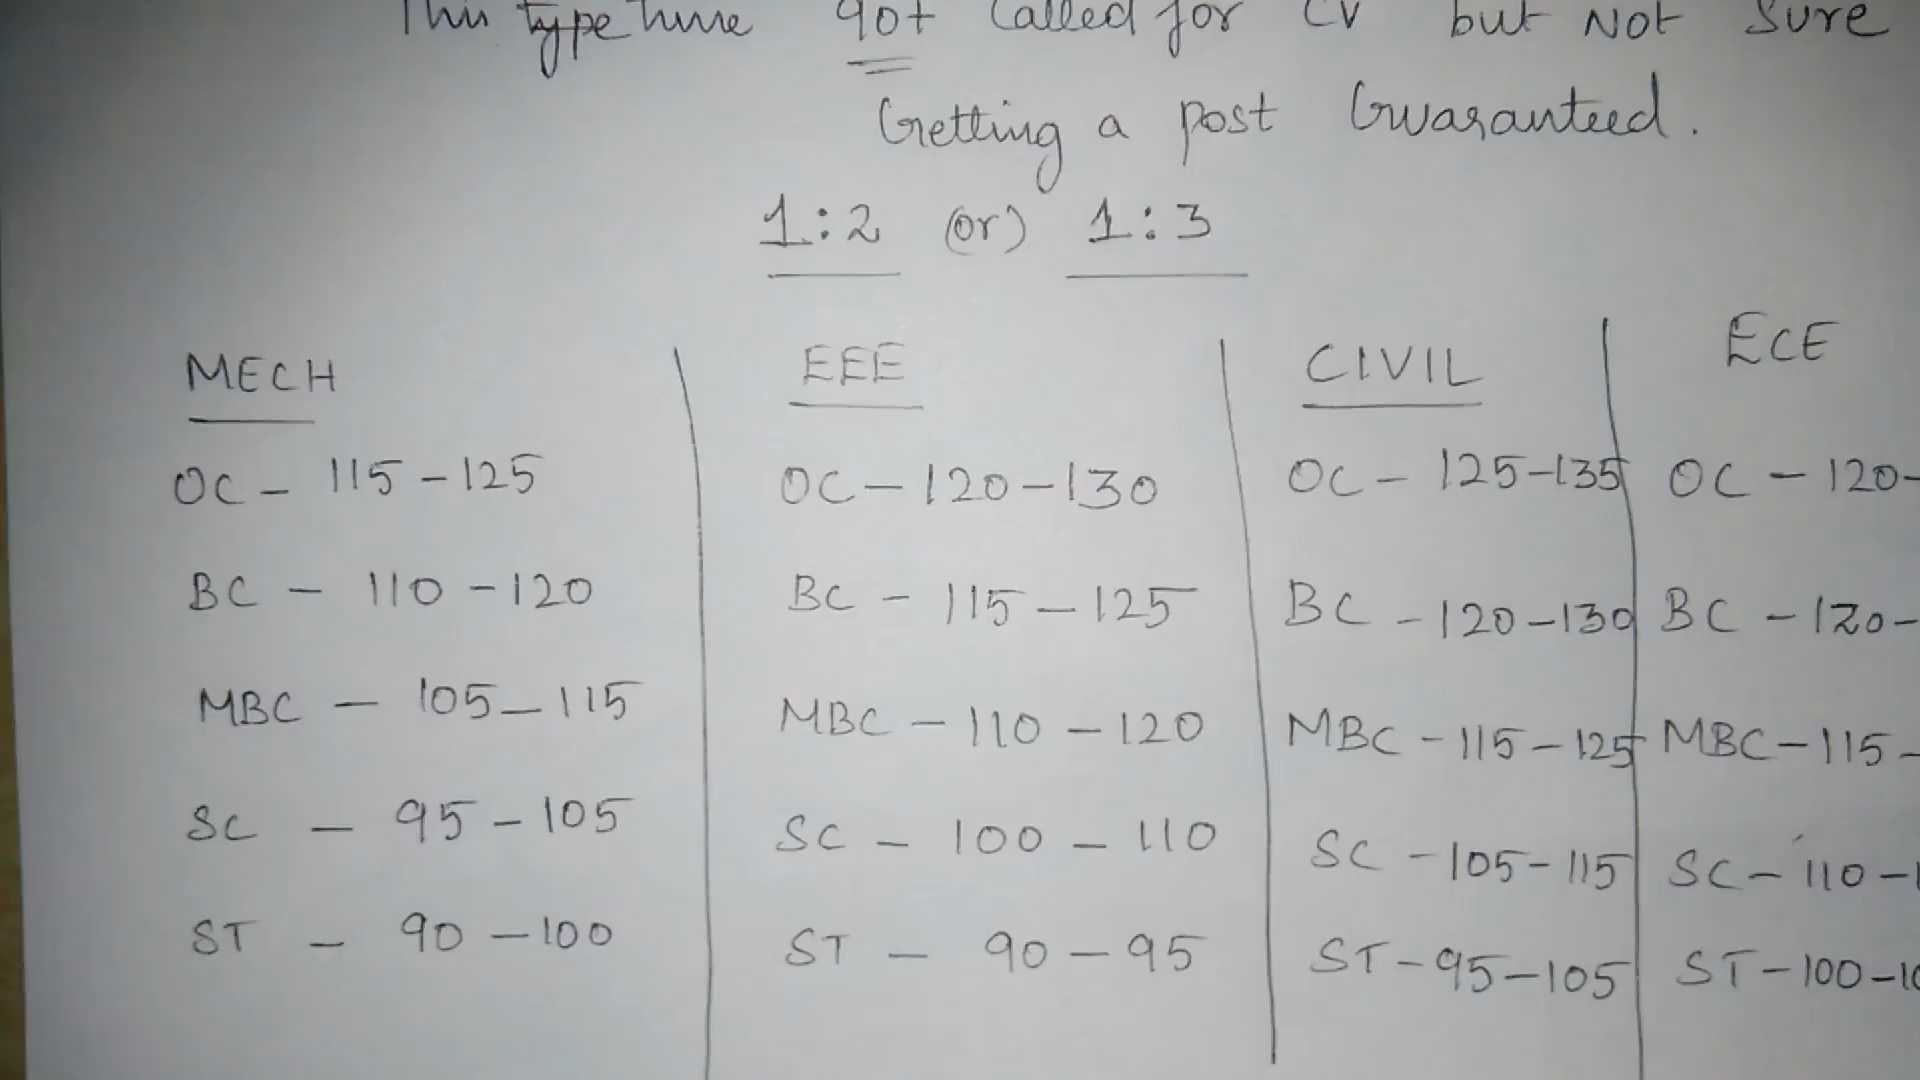 This type time 90+ Called for CV but Not Sure
Getting a post Guaranteed.
1:2 (or) 1:3
MECH EEE CIVIL ECE
OC - 115 - 125 OC - 120 - 130 OC - 125-135 OC - 120-
BC - 110 - 120 BC - 115 - 125 BC - 120-130 BC - 120-
MBC - 105 - 115 MBC - 110 - 120 MBC - 115 - 125 MBC - 115 -
SC - 95 - 105 SC - 100 - 110 SC - 105 - 115 SC - 110 - 1
ST - 90 - 100 ST - 90 - 95 ST - 95 - 105 ST - 100 - 10